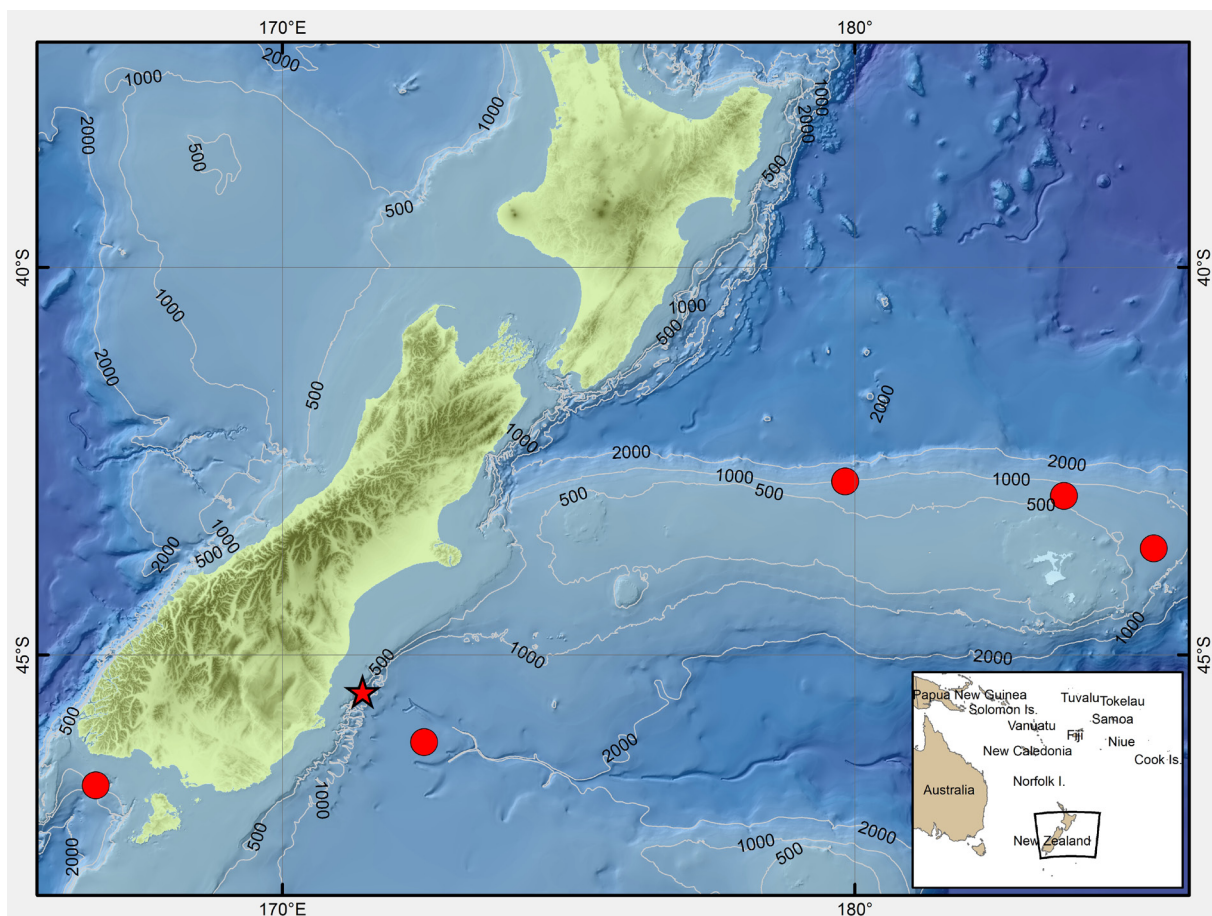 170°E
180°
2000
1000
1000
1000
2000
2000
500
500
500
40°S
40°S
1000
1000
500
2000
500
2000
1000
2000
2000
1000
1000
500
500
500
1000
500
2000
1000
45°S
45°S
500
1000
2000
500
2000
1000
500
2000
1000
500
2000
170°E
180°
Papua New Guinea
Solomon Is.
Tuvalu
Tokelau
Vanuatu
Samoa
Fiji
Niue
New Caledonia
Cook Is.
Norfolk I.
Australia
New Zealand